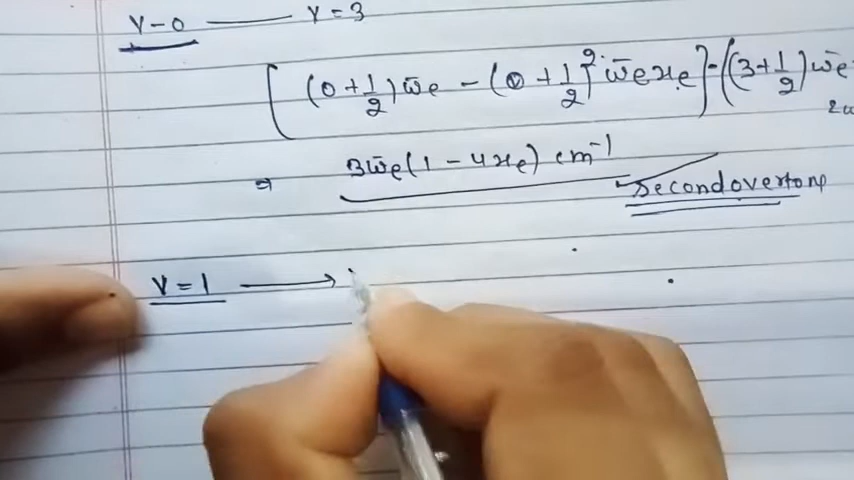 v-0 —— v=3
[(0+1/2)ω̄e - (0+1/2)² ω̄exe] - ((3+1/2)ω̄e
⇒ 3ω̄e(1-4xe) cm⁻¹
Second overtone
v=1 →